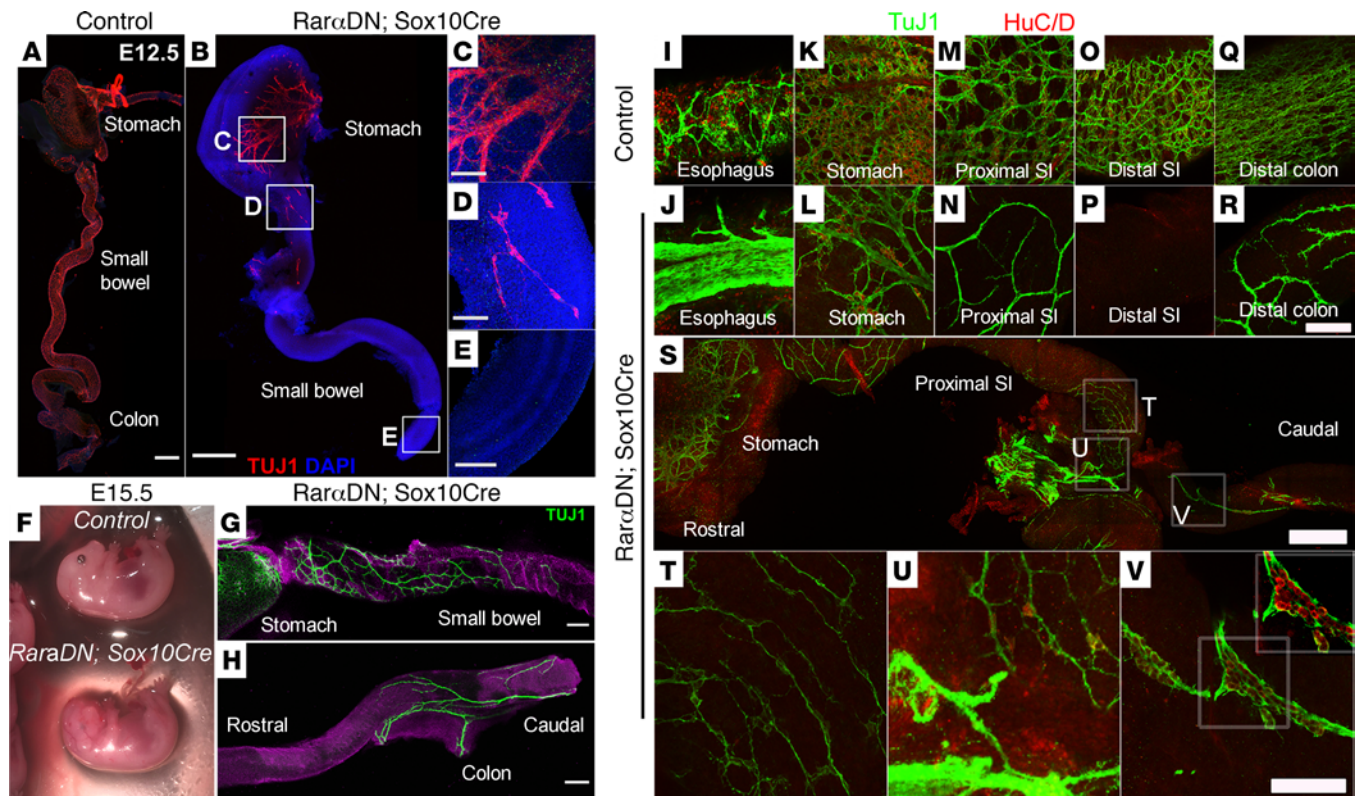 Control
RarαDN; Sox10Cre
A
E12.5
Stomach
Small
bowel
Colon
B
C
Stomach
D
Small bowel
E
TUJ1 DAPI
C
D
E
E15.5
F
Control
RaraDN; Sox10Cre
RarαDN; Sox10Cre
G
TUJ1
Stomach
Small bowel
H
Rostral
Caudal
Colon
TuJ1
HuC/D
Control
I
Esophagus
K
Stomach
M
Proximal SI
O
Distal SI
Q
Distal colon
RarαDN; Sox10Cre
J
Esophagus
L
Stomach
N
Proximal SI
P
Distal SI
R
Distal colon
S
Proximal SI
T
Stomach
U
Caudal
V
Rostral
T
U
V